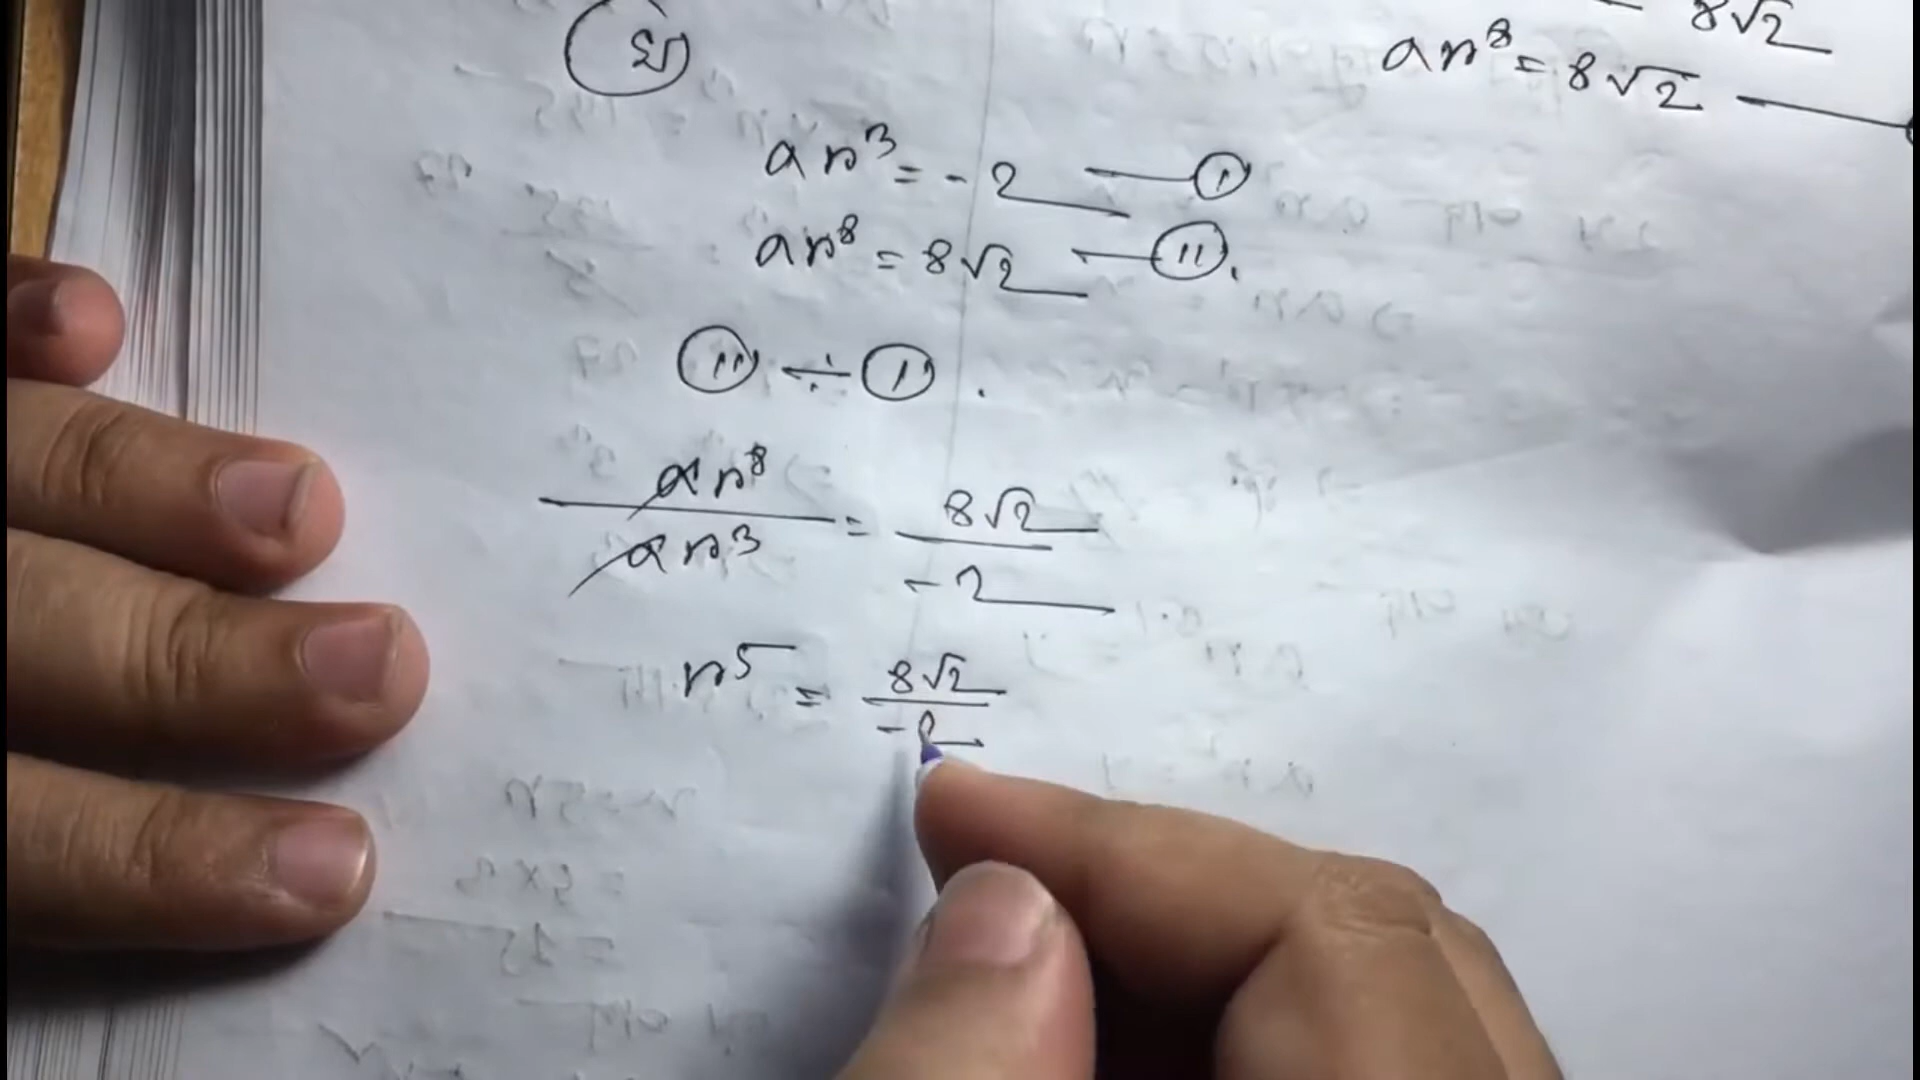 8√2
ar⁸ = 8√2
ar³ = -2 — (i)
ar⁸ = 8√2 — (ii).
(ii) ÷ (i).
ar⁸/ar³ = 8√2/-2
r⁵ = 8√2/-2